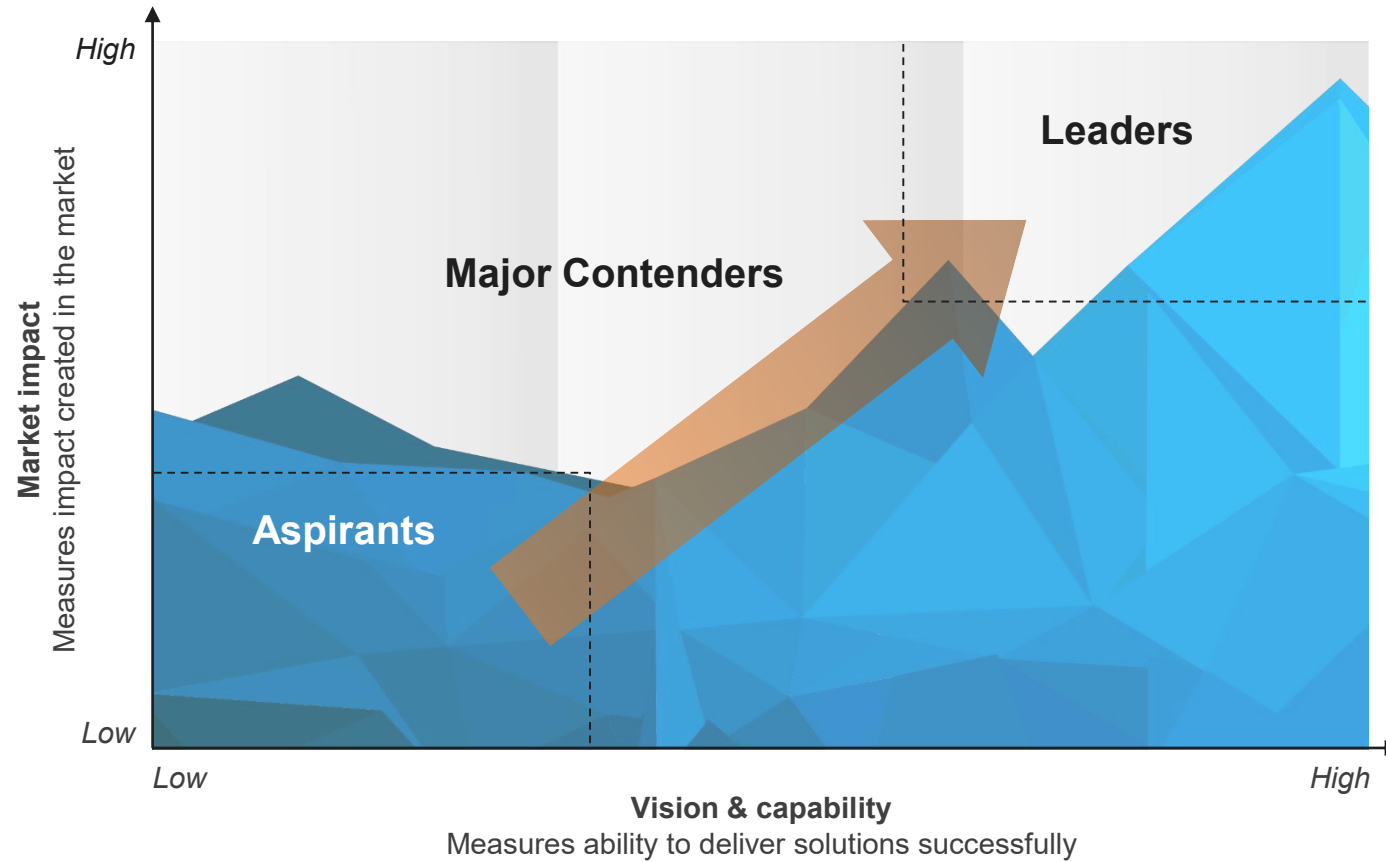 High
Leaders
Major Contenders
Market impact
Measures impact created in the market
Aspirants
Low
Low
High
Vision & capability
Measures ability to deliver solutions successfully